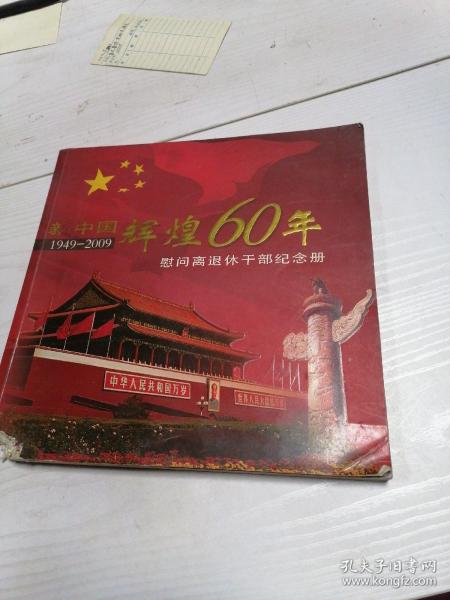 新中国 辉煌60年
1949-2009
慰问离退休干部纪念册
中华人民共和国万岁
世界人民大团结万岁
孔夫子旧书网
www.kongfz.com